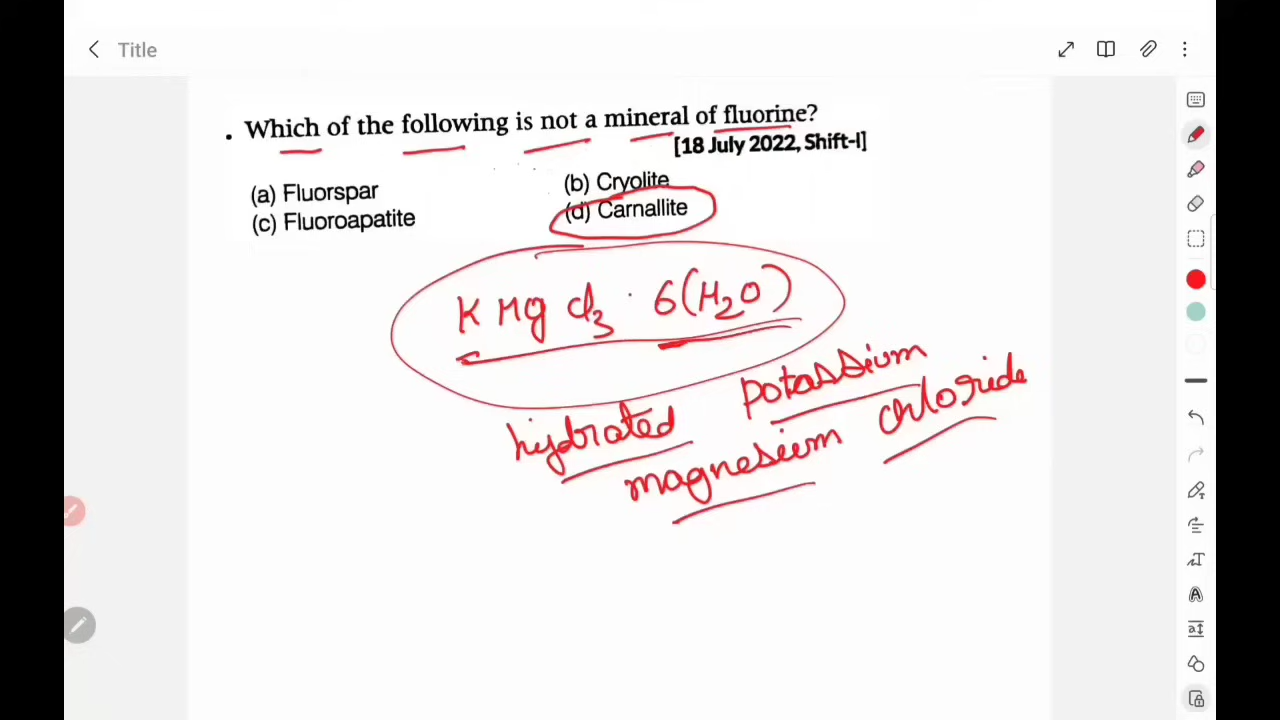 Title
. Which of the following is not a mineral of fluorine?
[18 July 2022, Shift-I]
(a) Fluorspar (b) Cryolite
(c) Fluoroapatite (d) Carnallite
K Mg Cl3 · 6(H2O)
hydrated potassium
magnesium chloride